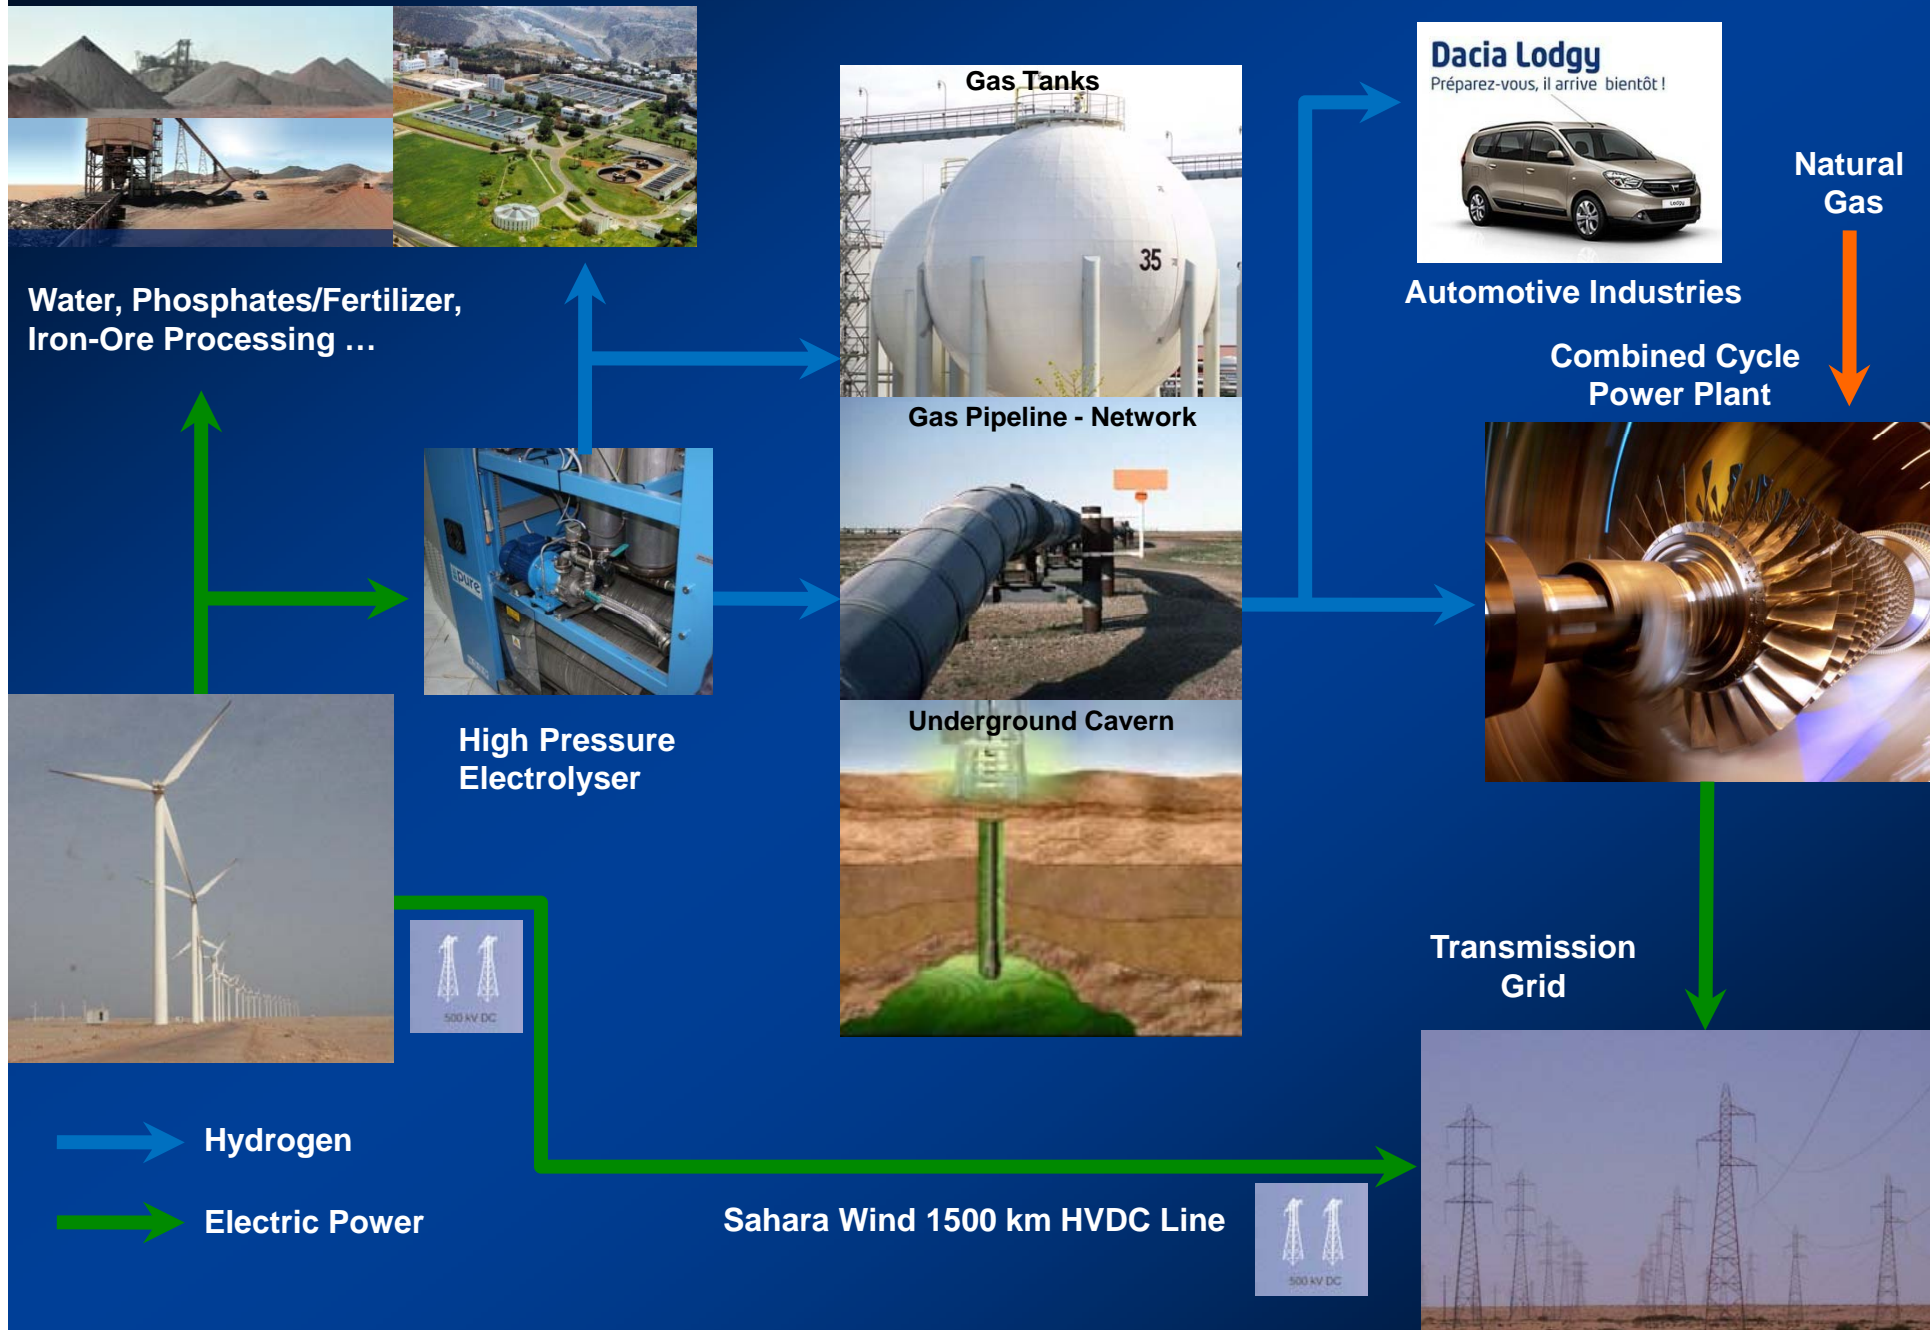 Dacia Lodgy
Préparez-vous, il arrive bientôt !
Lodgy
Gas Tanks
35
Natural
Gas
Water, Phosphates/Fertilizer,
Iron-Ore Processing …
Automotive Industries
Combined Cycle
Power Plant
Gas Pipeline - Network
pure
High Pressure
Electrolyser
Underground Cavern
500 kV DC
Transmission
Grid
Hydrogen
Electric Power
Sahara Wind 1500 km HVDC Line
500 kV DC